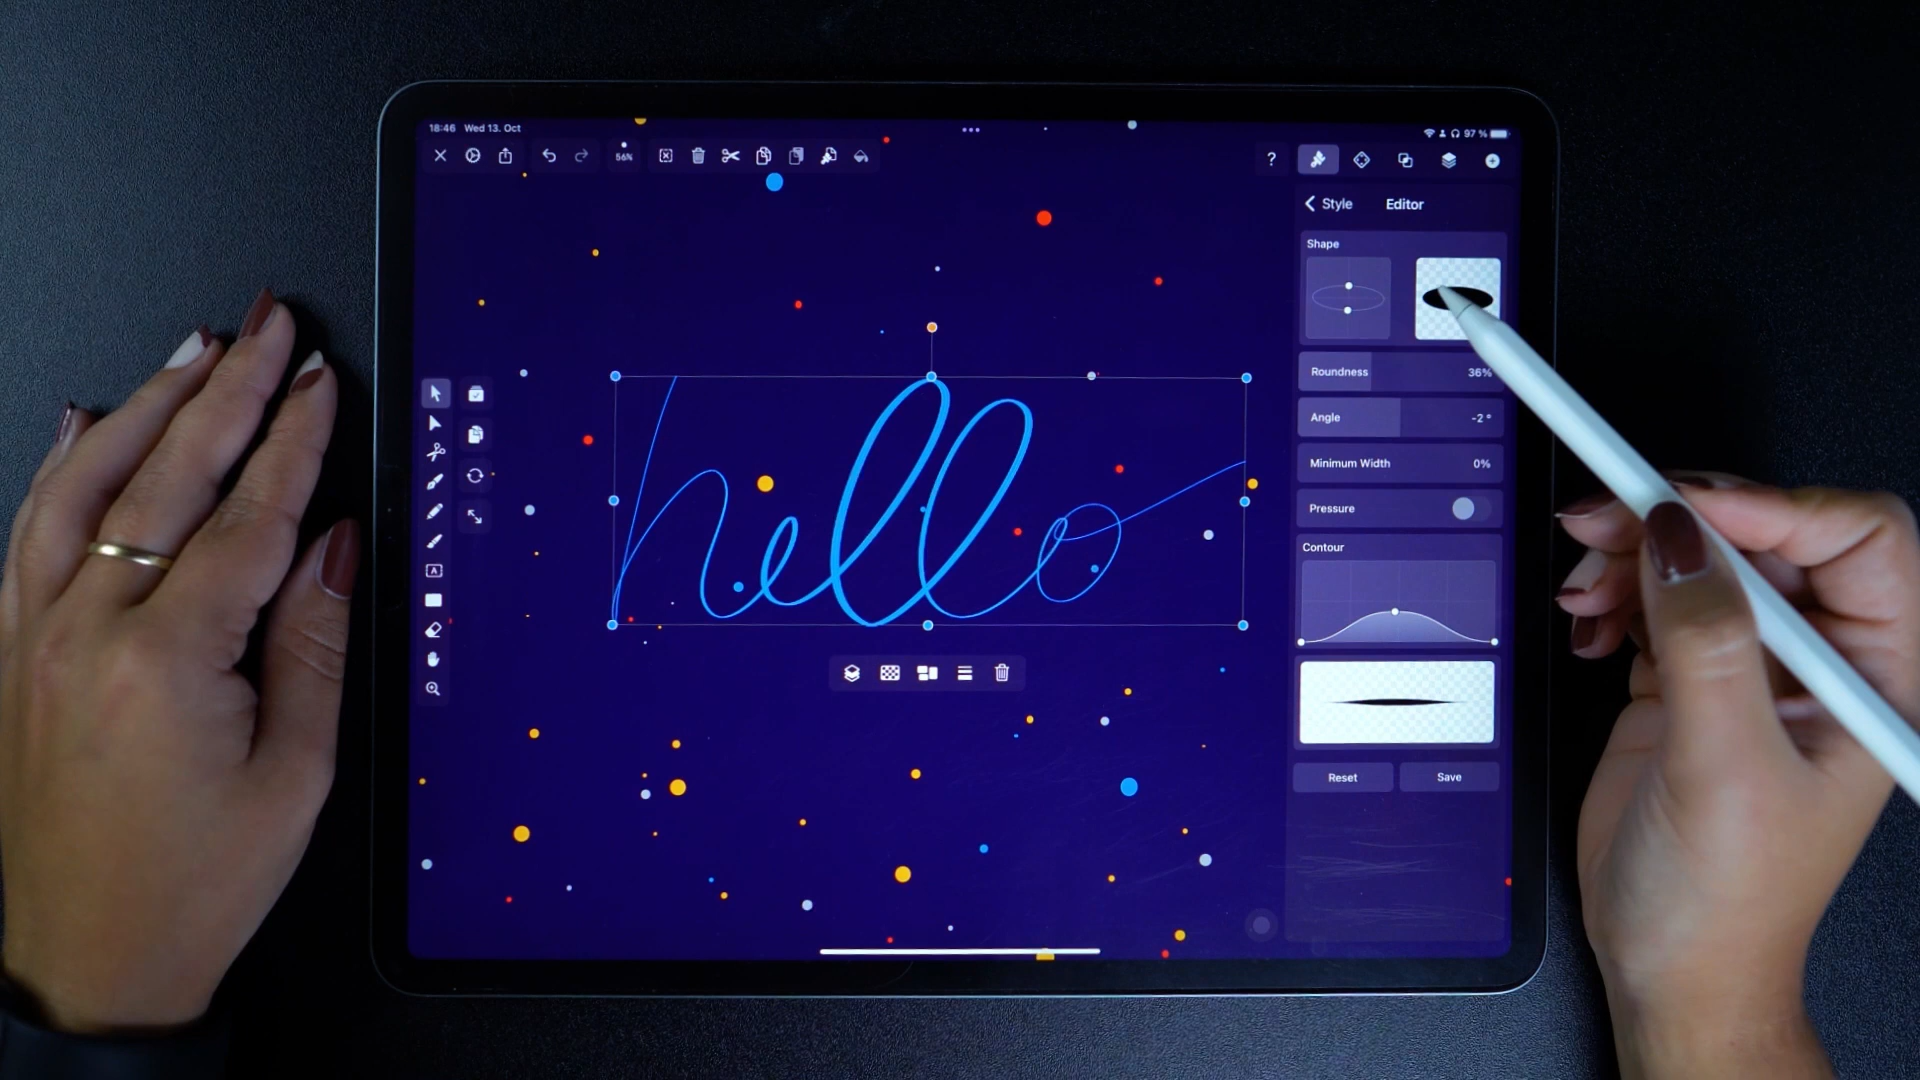 18:46 Wed 13. Oct
97 %
56%
?
Style Editor
Shape
Roundness 36%
Angle -2°
Minimum Width 0%
Pressure
Contour
Reset Save
A
hello